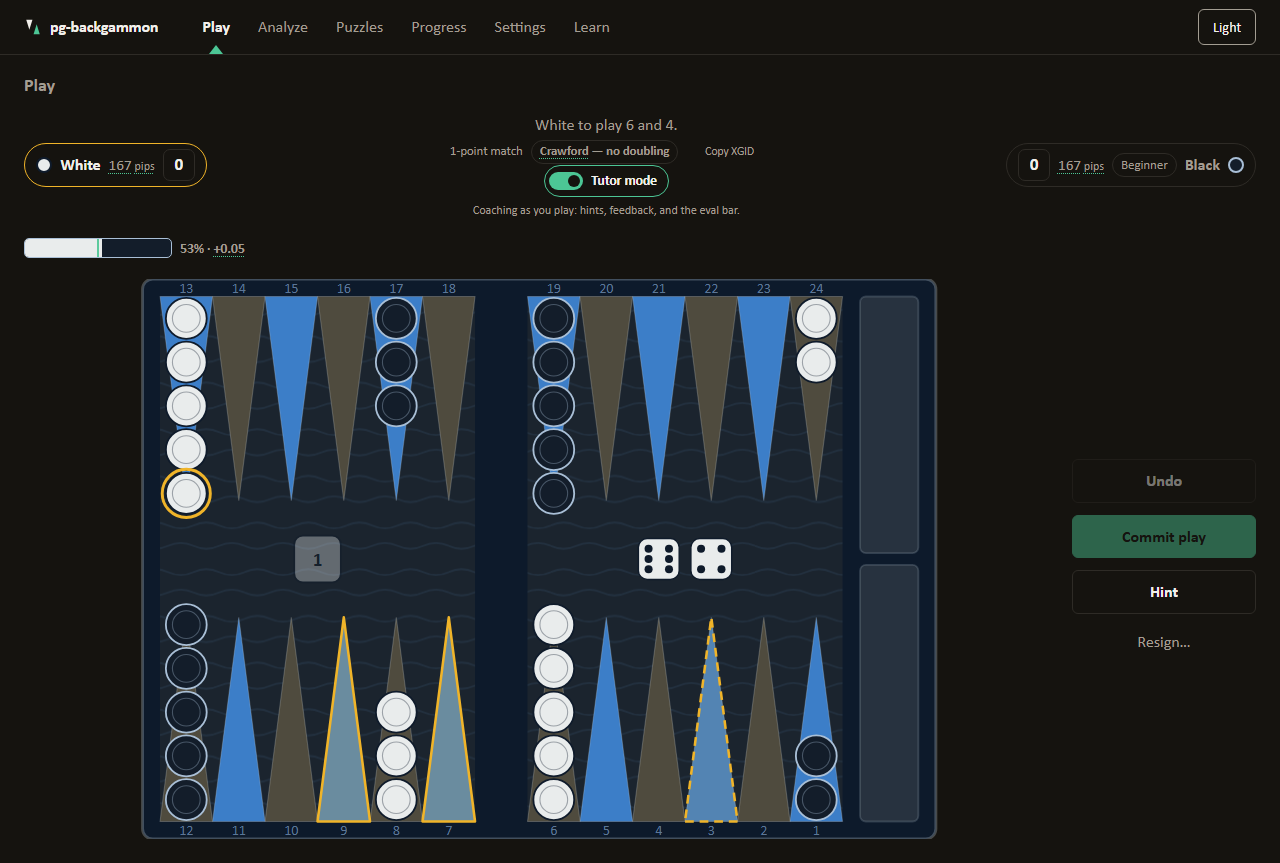 pg-backgammon Play Analyze Puzzles Progress Settings Learn Light
Play
White to play 6 and 4.
White 167 pips 0
1-point match Crawford — no doubling Copy XGID
0 167 pips Beginner Black
Tutor mode
Coaching as you play: hints, feedback, and the eval bar.
53% · +0.05
13 14 15 16 17 18 19 20 21 22 23 24
1
Undo
Commit play
Hint
Resign...
12 11 10 9 8 7 6 5 4 3 2 1